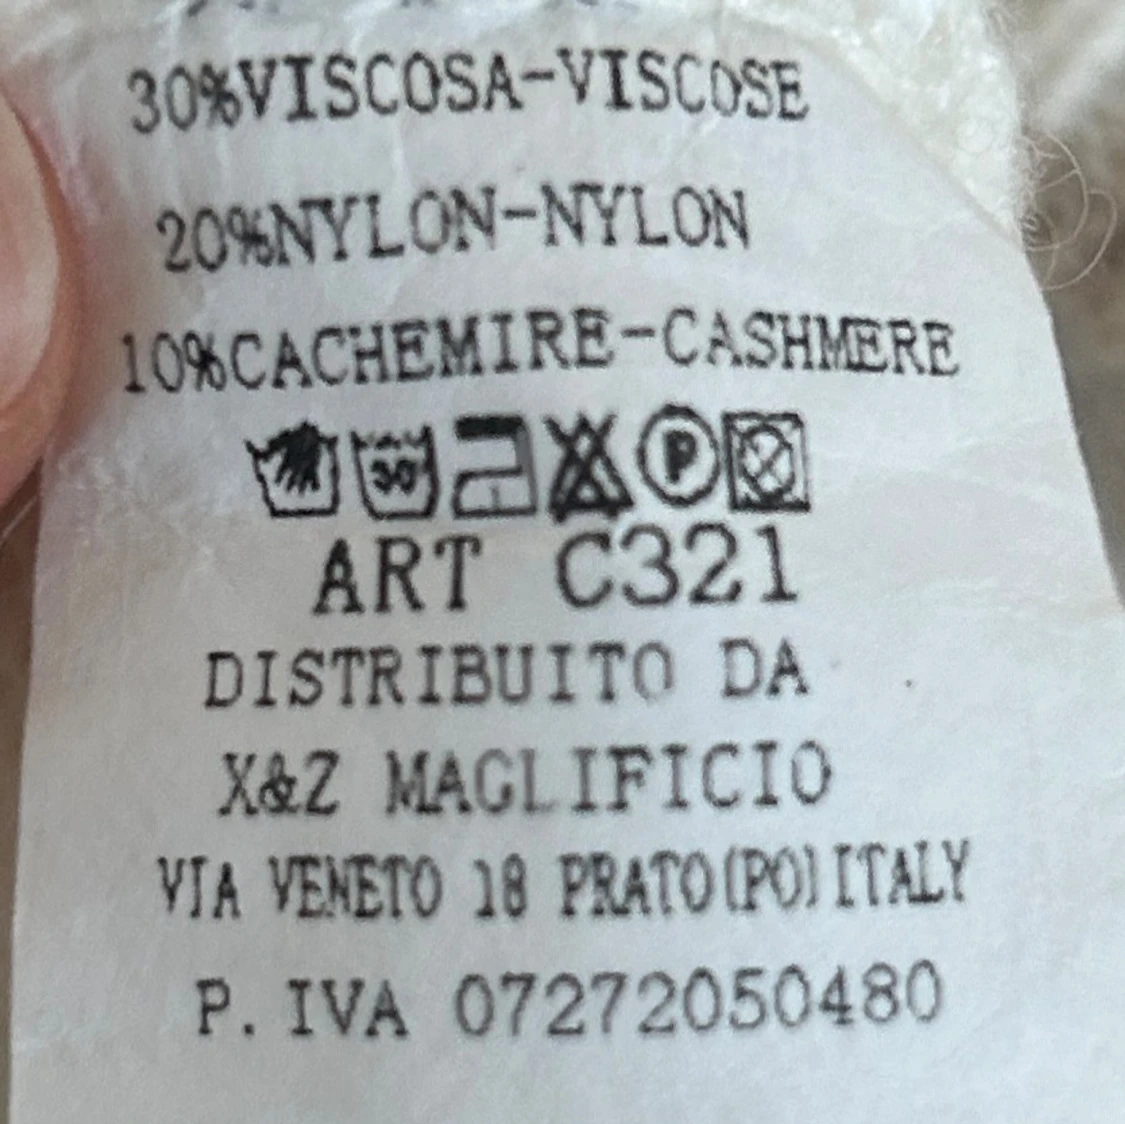 30%VISCOSA-VISCOSE
20%NYLON-NYLON
10%CACHEMIRE-CASHMERE
30° P
ART C321
DISTRIBUITO DA
X&Z MAGLIFICIO
VIA VENETO 18 PRATO(PO)ITALY
P.IVA 07272050480